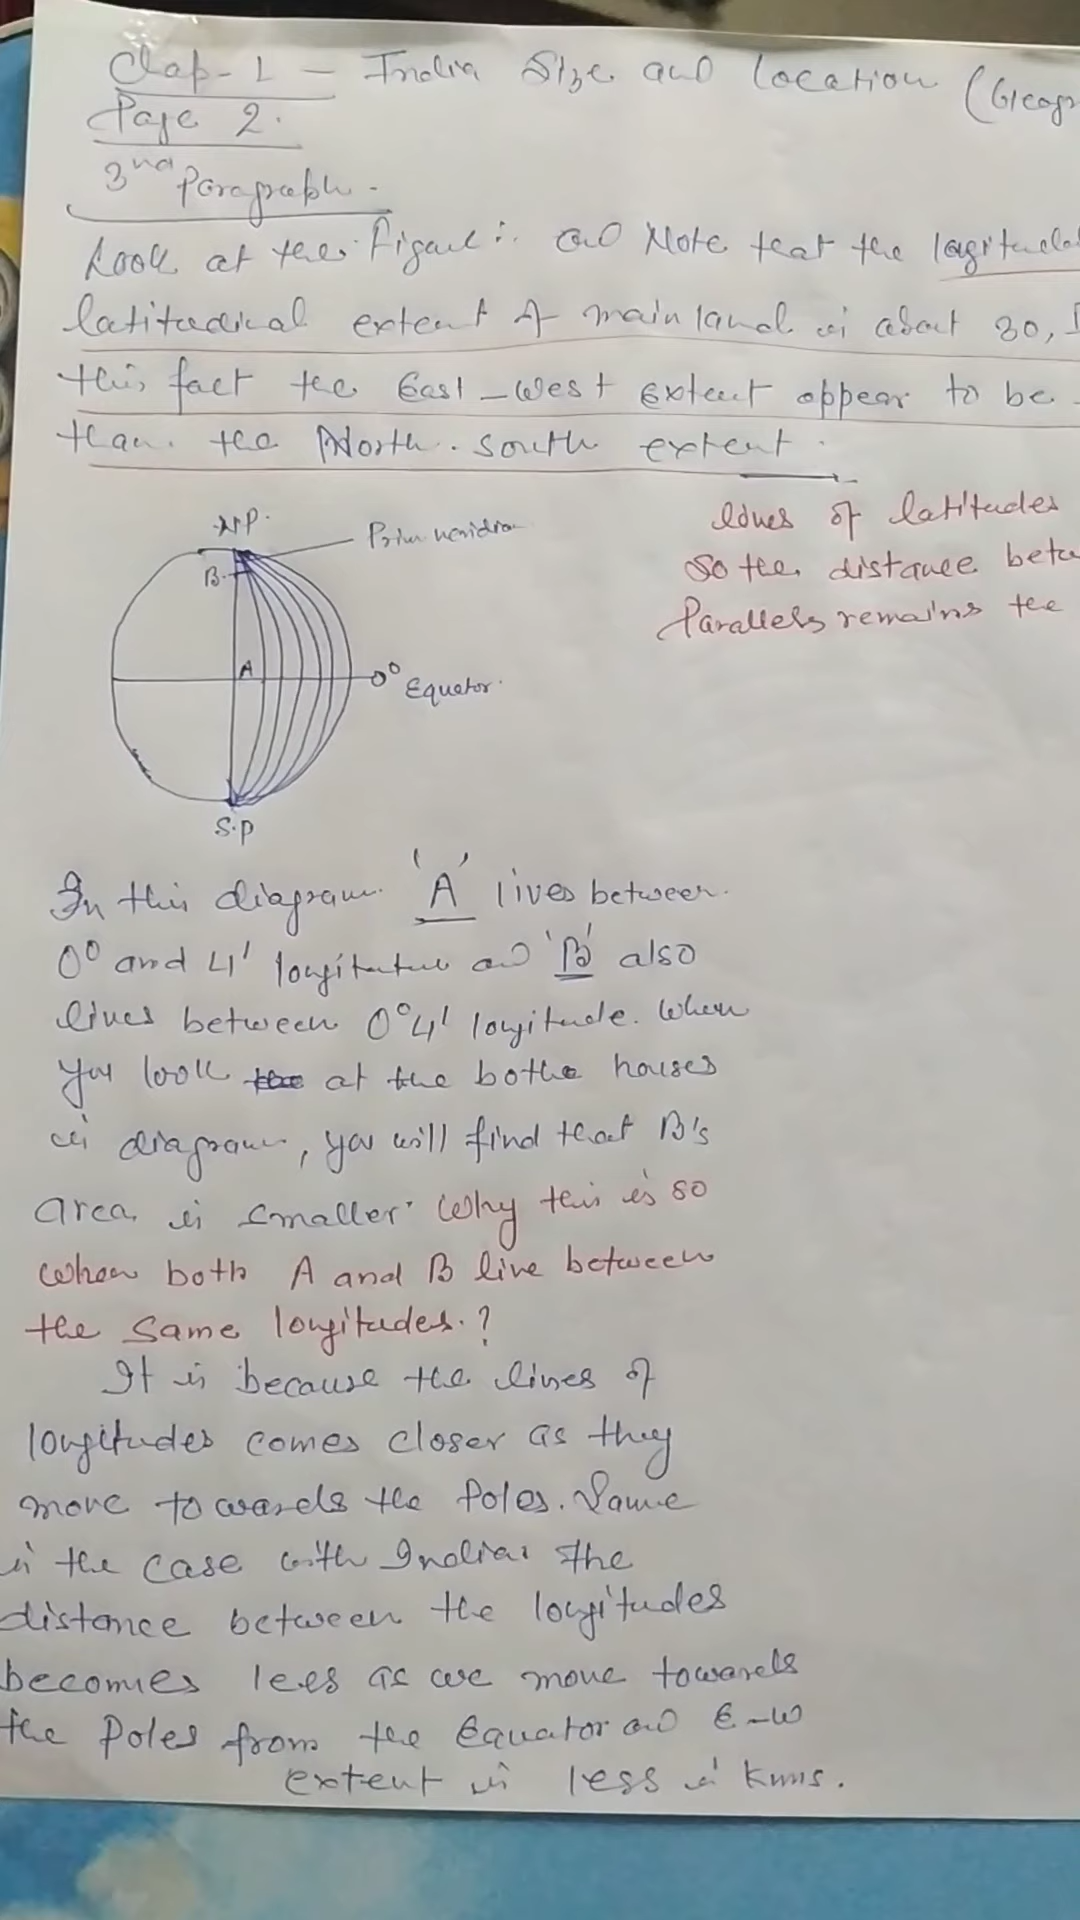 Chap-1 - India Size and Location (Geogr
Page 2.
3rd Paragraph.
Look at the Figure: and Note that the logitudal
latitudinal extent of mainland is about 30,
this fact the East-West Extent appear to be
than the North-South extent.
N.P.
Prime meridian
B
A
0° Equator.
S.P
lines of latitudes
So the distance betw
Parallels remains the
In this diagram 'A' lives between
0° and 4' longitude and 'B' also
lives between 0°4' longitude. When
you look the at the bothe houses
in diagram, you will find that B's
area is smaller. Why this is so
when both A and B live between
the same longitudes.?
It is because the lines of
longitudes comes closer as they
move towards the Poles. Same
is the case with India. The
distance between the longitudes
becomes less as we move towards
the Poles from the Equator and E-W
extent is less in Kms.